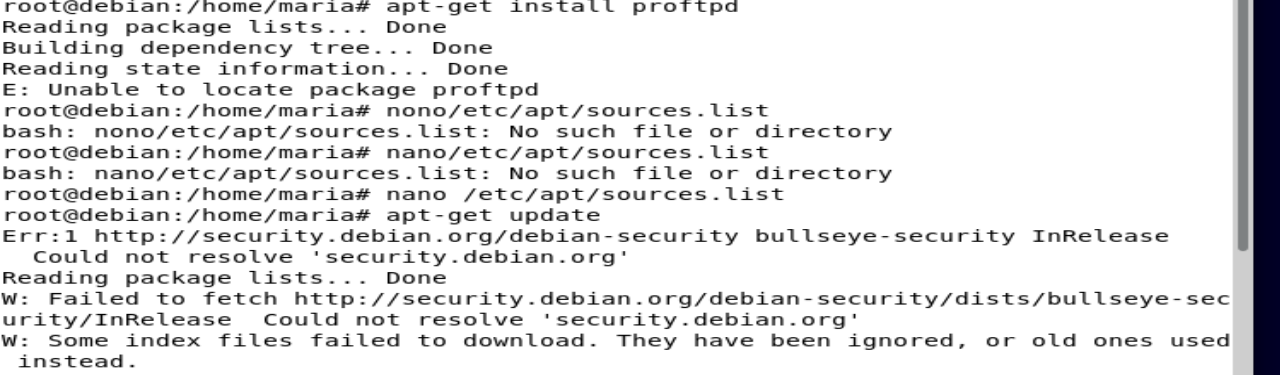 root@debian:/home/maria# apt-get install proftpd
Reading package lists... Done
Building dependency tree... Done
Reading state information... Done
E: Unable to locate package proftpd
root@debian:/home/maria# nono/etc/apt/sources.list
bash: nono/etc/apt/sources.list: No such file or directory
root@debian:/home/maria# nano/etc/apt/sources.list
bash: nano/etc/apt/sources.list: No such file or directory
root@debian:/home/maria# nano /etc/apt/sources.list
root@debian:/home/maria# apt-get update
Err:1 http://security.debian.org/debian-security bullseye-security InRelease
  Could not resolve 'security.debian.org'
Reading package lists... Done
W: Failed to fetch http://security.debian.org/debian-security/dists/bullseye-sec
urity/InRelease  Could not resolve 'security.debian.org'
W: Some index files failed to download. They have been ignored, or old ones used
 instead.